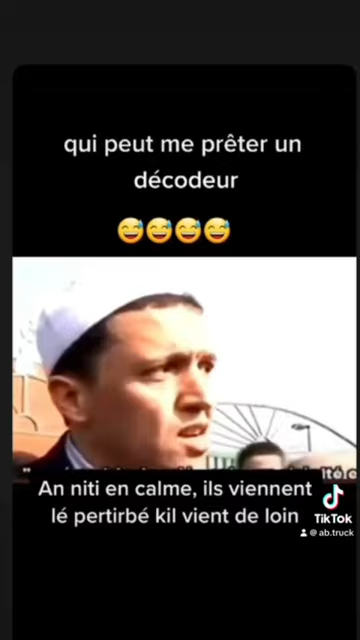 qui peut me prêter un
décodeur
😅😅😅😅
ité c
An niti en calme, ils viennent
lé pertirbé kil vient de loin
TikTok
@ab.truck